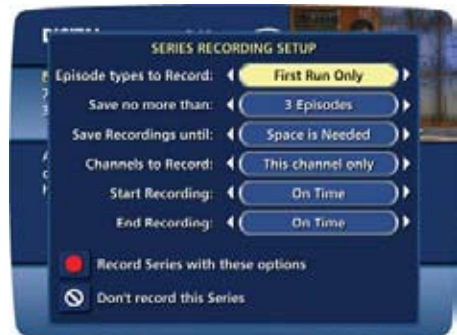 SERIES RECORDING SETUP
Episode types to Record: First Run Only
Save no more than: 3 Episodes
Save Recordings until: Space is Needed
Channels to Record: This channel only
Start Recording: On Time
End Recording: On Time
Record Series with these options
Don't record this Series